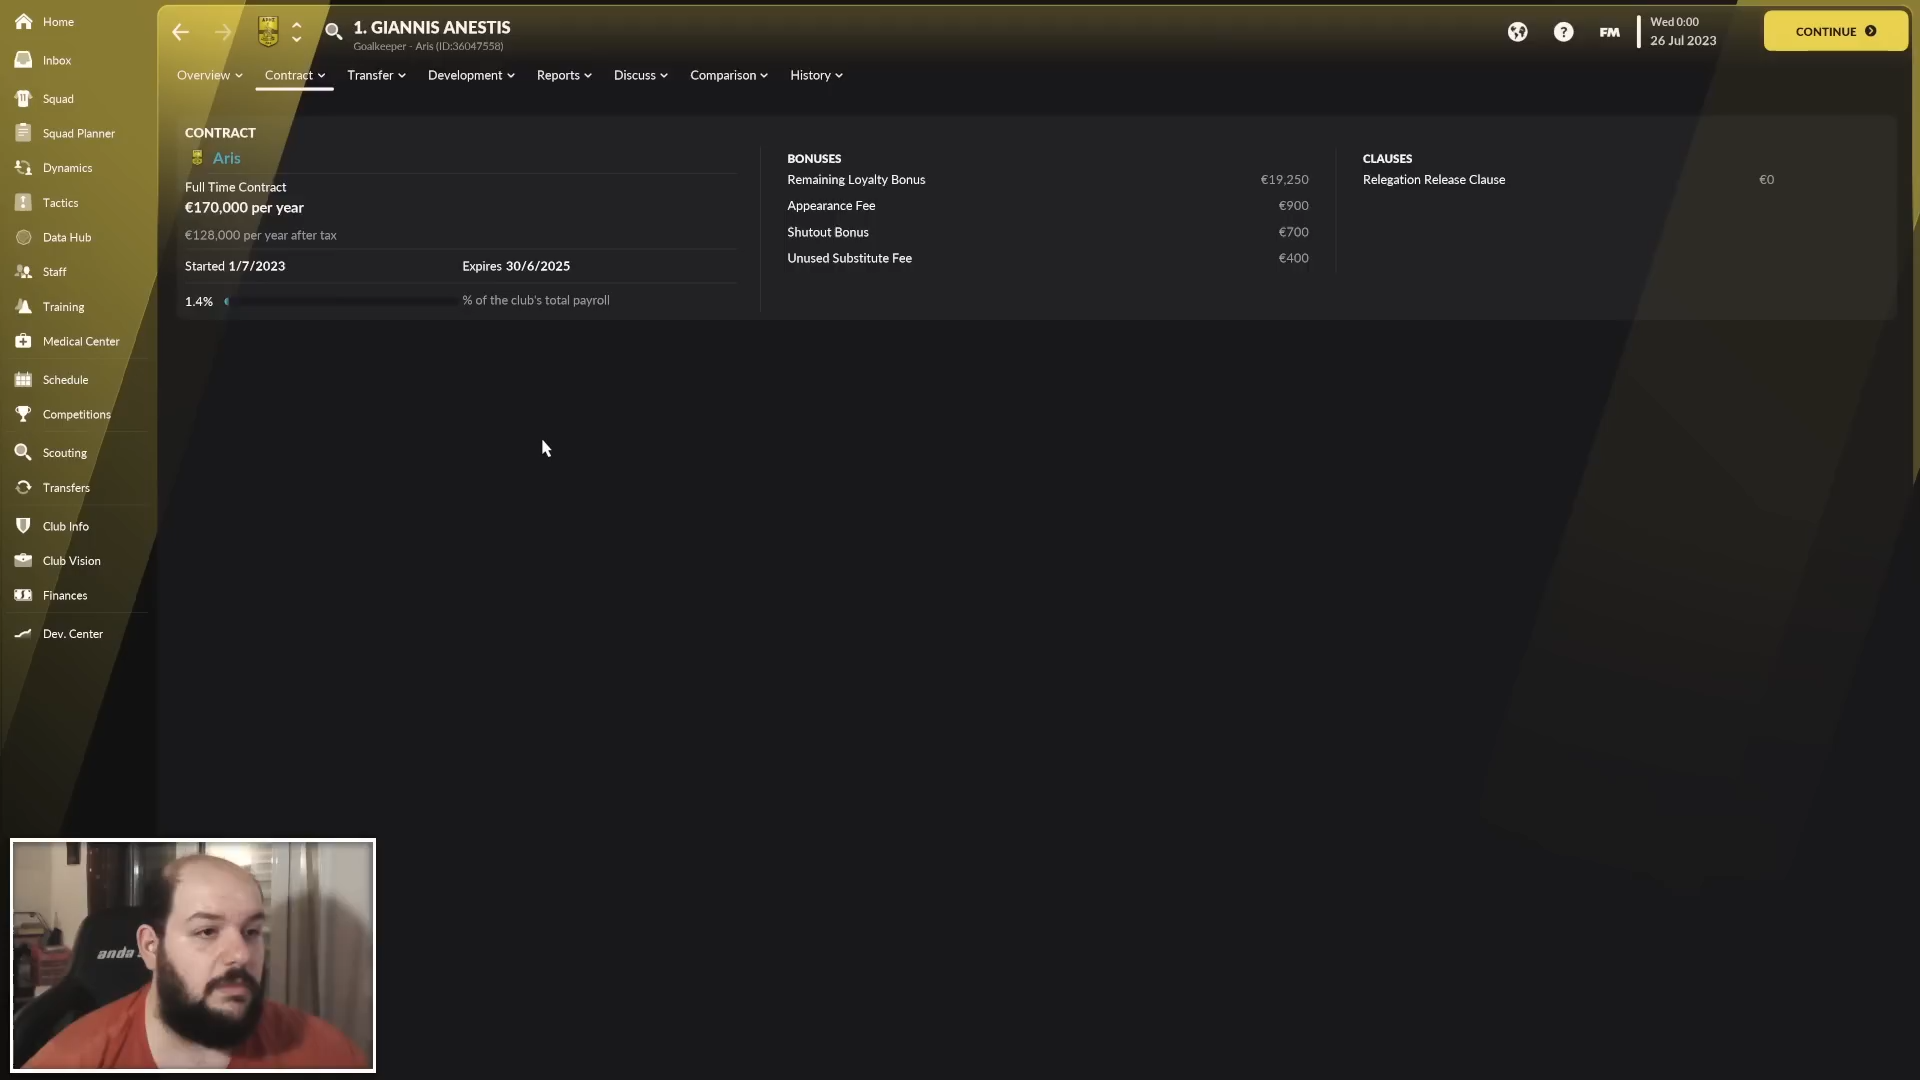 Home
Inbox
Squad
Squad Planner
Dynamics
Tactics
Data Hub
Staff
Training
Medical Center
Schedule
Competitions
Scouting
Transfers
Club Info
Club Vision
Finances
Dev. Center
1. GIANNIS ANESTIS
Goalkeeper - Aris (ID:36047558)
FM
Wed 0:00
26 Jul 2023
CONTINUE
Overview Contract Transfer Development Reports Discuss Comparison History
CONTRACT
Aris
Full Time Contract
€170,000 per year
€128,000 per year after tax
Started 1/7/2023 Expires 30/6/2025
1.4% % of the club's total payroll
BONUSES
Remaining Loyalty Bonus €19,250
Appearance Fee €900
Shutout Bonus €700
Unused Substitute Fee €400
CLAUSES
Relegation Release Clause €0
anda